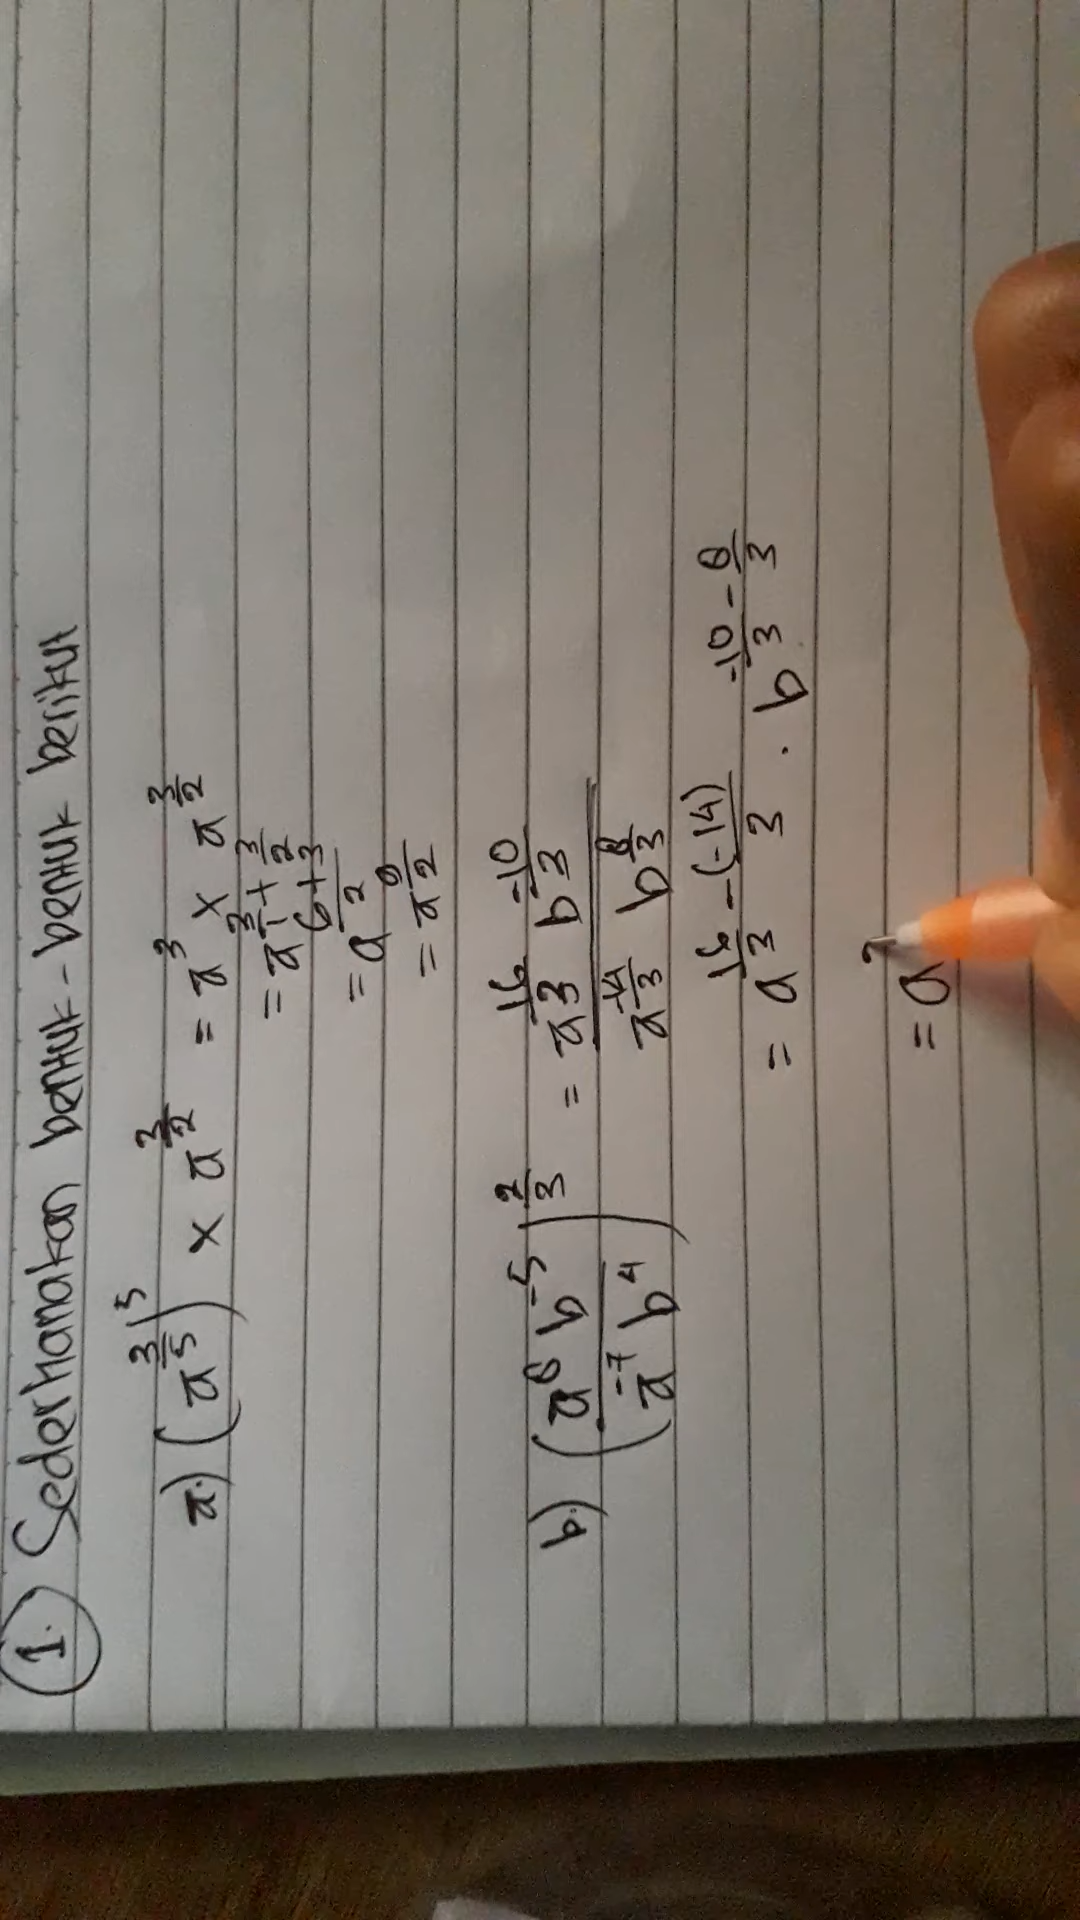 1. Sederhanakan bentuk-bentuk berikut
a.) (a^(3/5))^5 × a^(3/2) = a^3 × a^(3/2)
= a^(3/1 + 3/2)
= a^((6+3)/2)
= a^(9/2)
b.) ((a^8 b^-5)/(a^-7 b^4))^(2/3) = (a^(16/3) b^(-10/3))/(a^(-14/3) b^(8/3))
= a^(16/3 - (-14)/3) · b^(-10/3 - 8/3)
= a